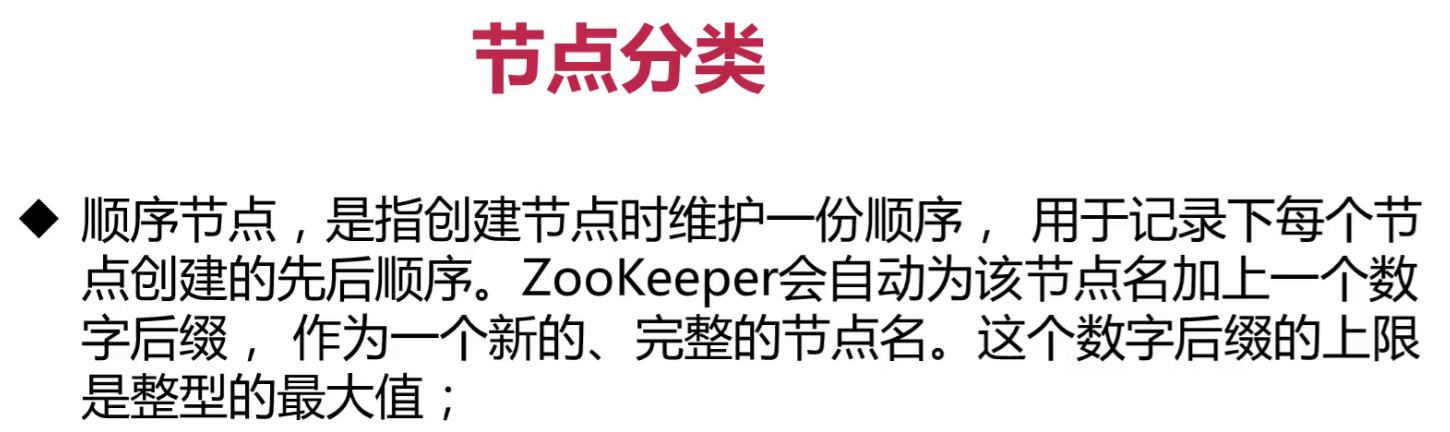 节点分类
◆ 顺序节点，是指创建节点时维护一份顺序， 用于记录下每个节
点创建的先后顺序。ZooKeeper会自动为该节点名加上一个数
字后缀， 作为一个新的、完整的节点名。这个数字后缀的上限
是整型的最大值；